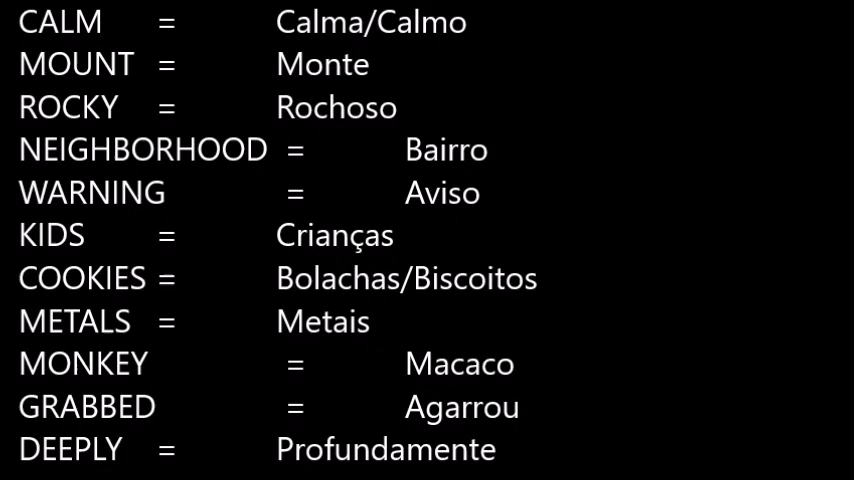 CALM = Calma/Calmo
MOUNT = Monte
ROCKY = Rochoso
NEIGHBORHOOD = Bairro
WARNING = Aviso
KIDS = Crianças
COOKIES = Bolachas/Biscoitos
METALS = Metais
MONKEY = Macaco
GRABBED = Agarrou
DEEPLY = Profundamente